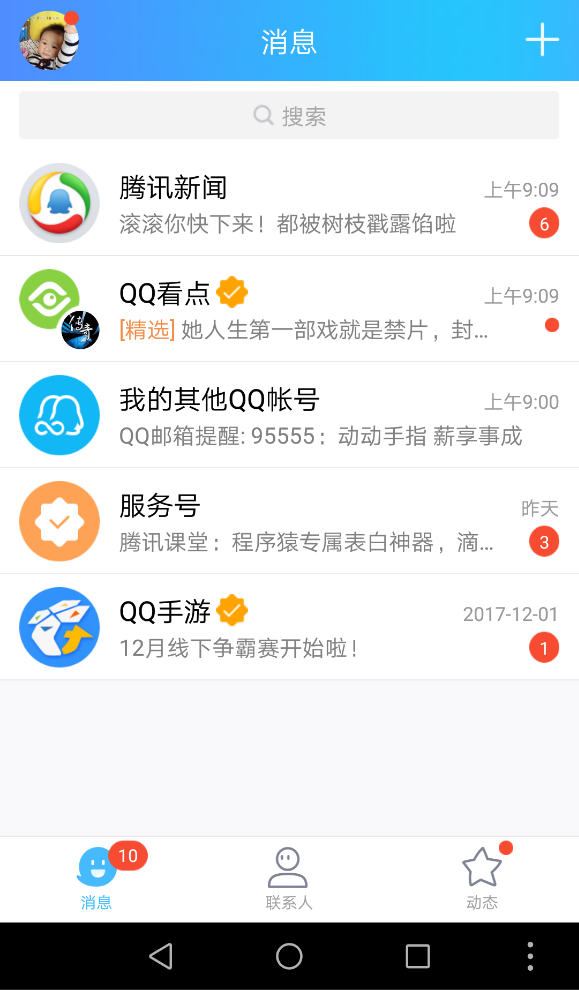 消息
搜索
腾讯新闻
上午9:09
滚滚你快下来！都被树枝戳露馅啦
6
QQ看点
上午9:09
[精选] 她人生第一部戏就是禁片，封...
我的其他QQ帐号
上午9:00
QQ邮箱提醒: 95555：动动手指 薪享事成
服务号
昨天
腾讯课堂：程序猿专属表白神器，滴...
3
QQ手游
2017-12-01
12月线下争霸赛开始啦！
1
10
消息
联系人
动态